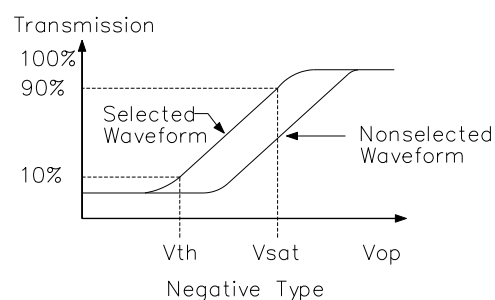 Transmission
100%
90%
Selected
Waveform
Nonselected
Waveform
10%
Vth
Vsat
Vop
Negative Type